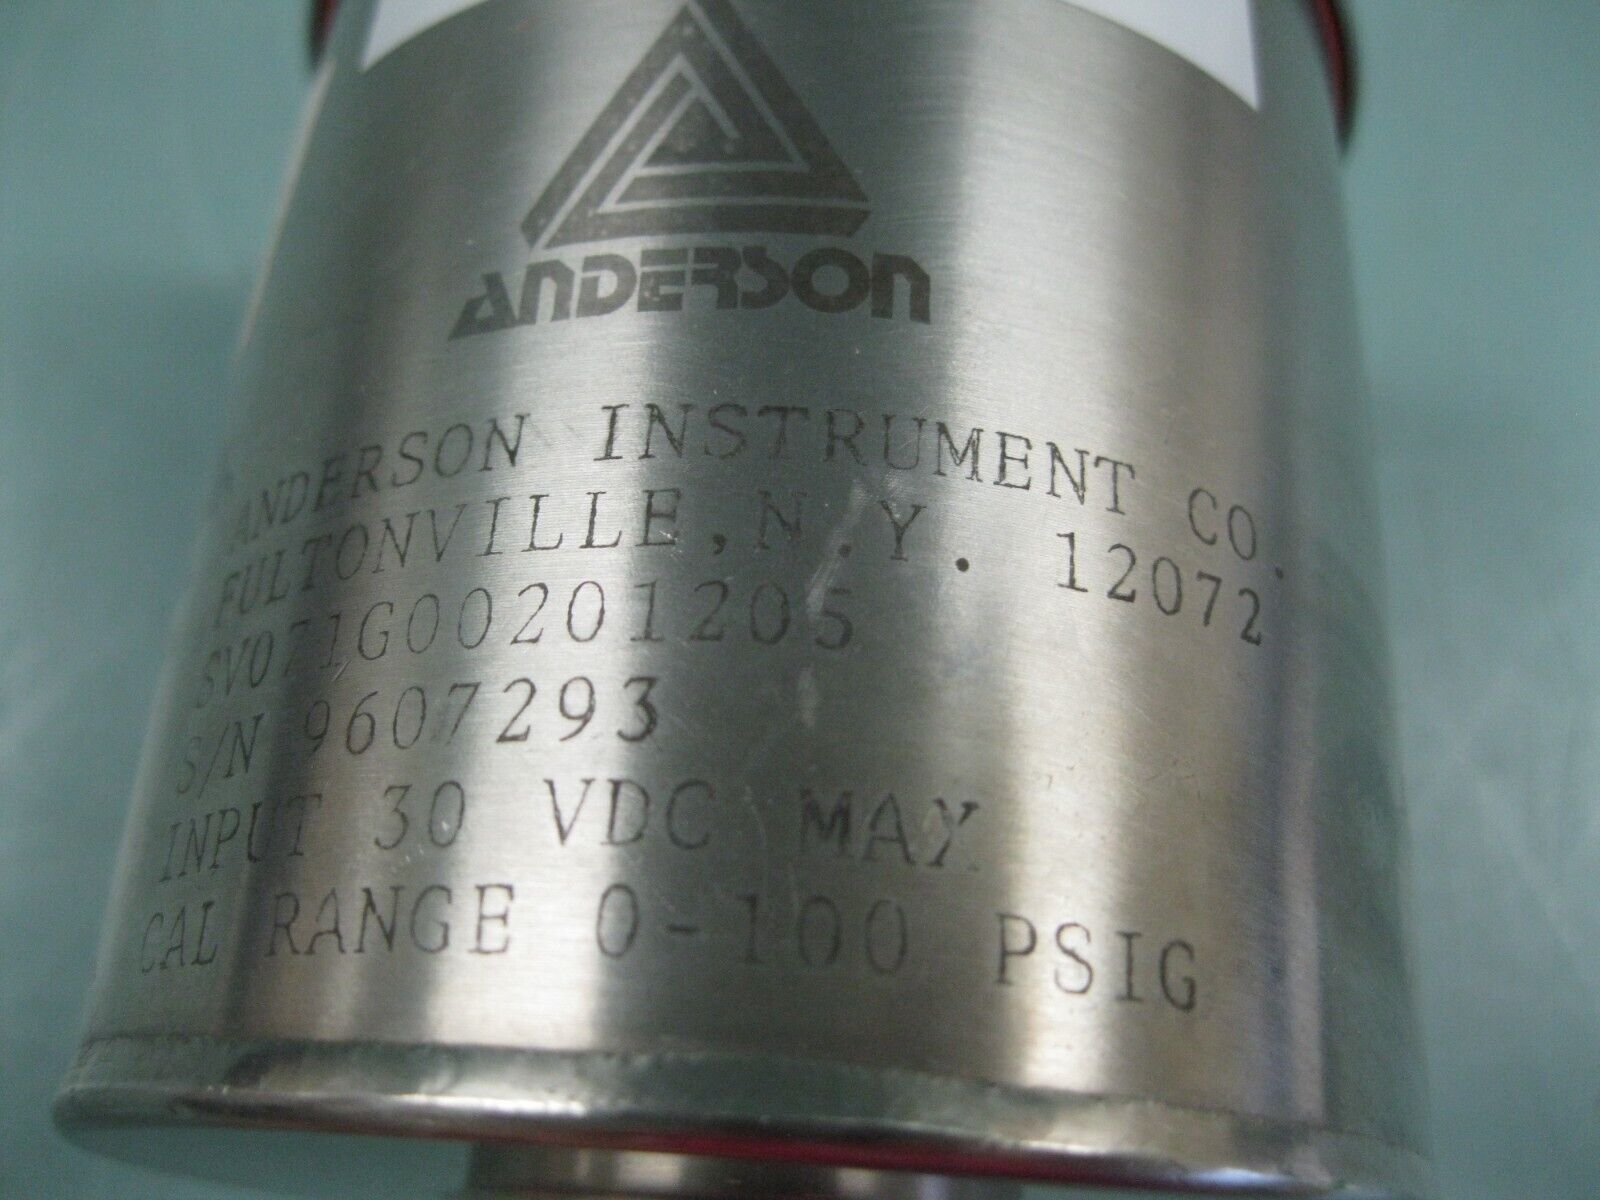 ANDERSON
ANDERSON INSTRUMENT CO.
FULTONVILLE, N.Y. 12072
SV071G00201205
S/N 9607293
INPUT 30 VDC MAX
CAL RANGE 0-100 PSIG